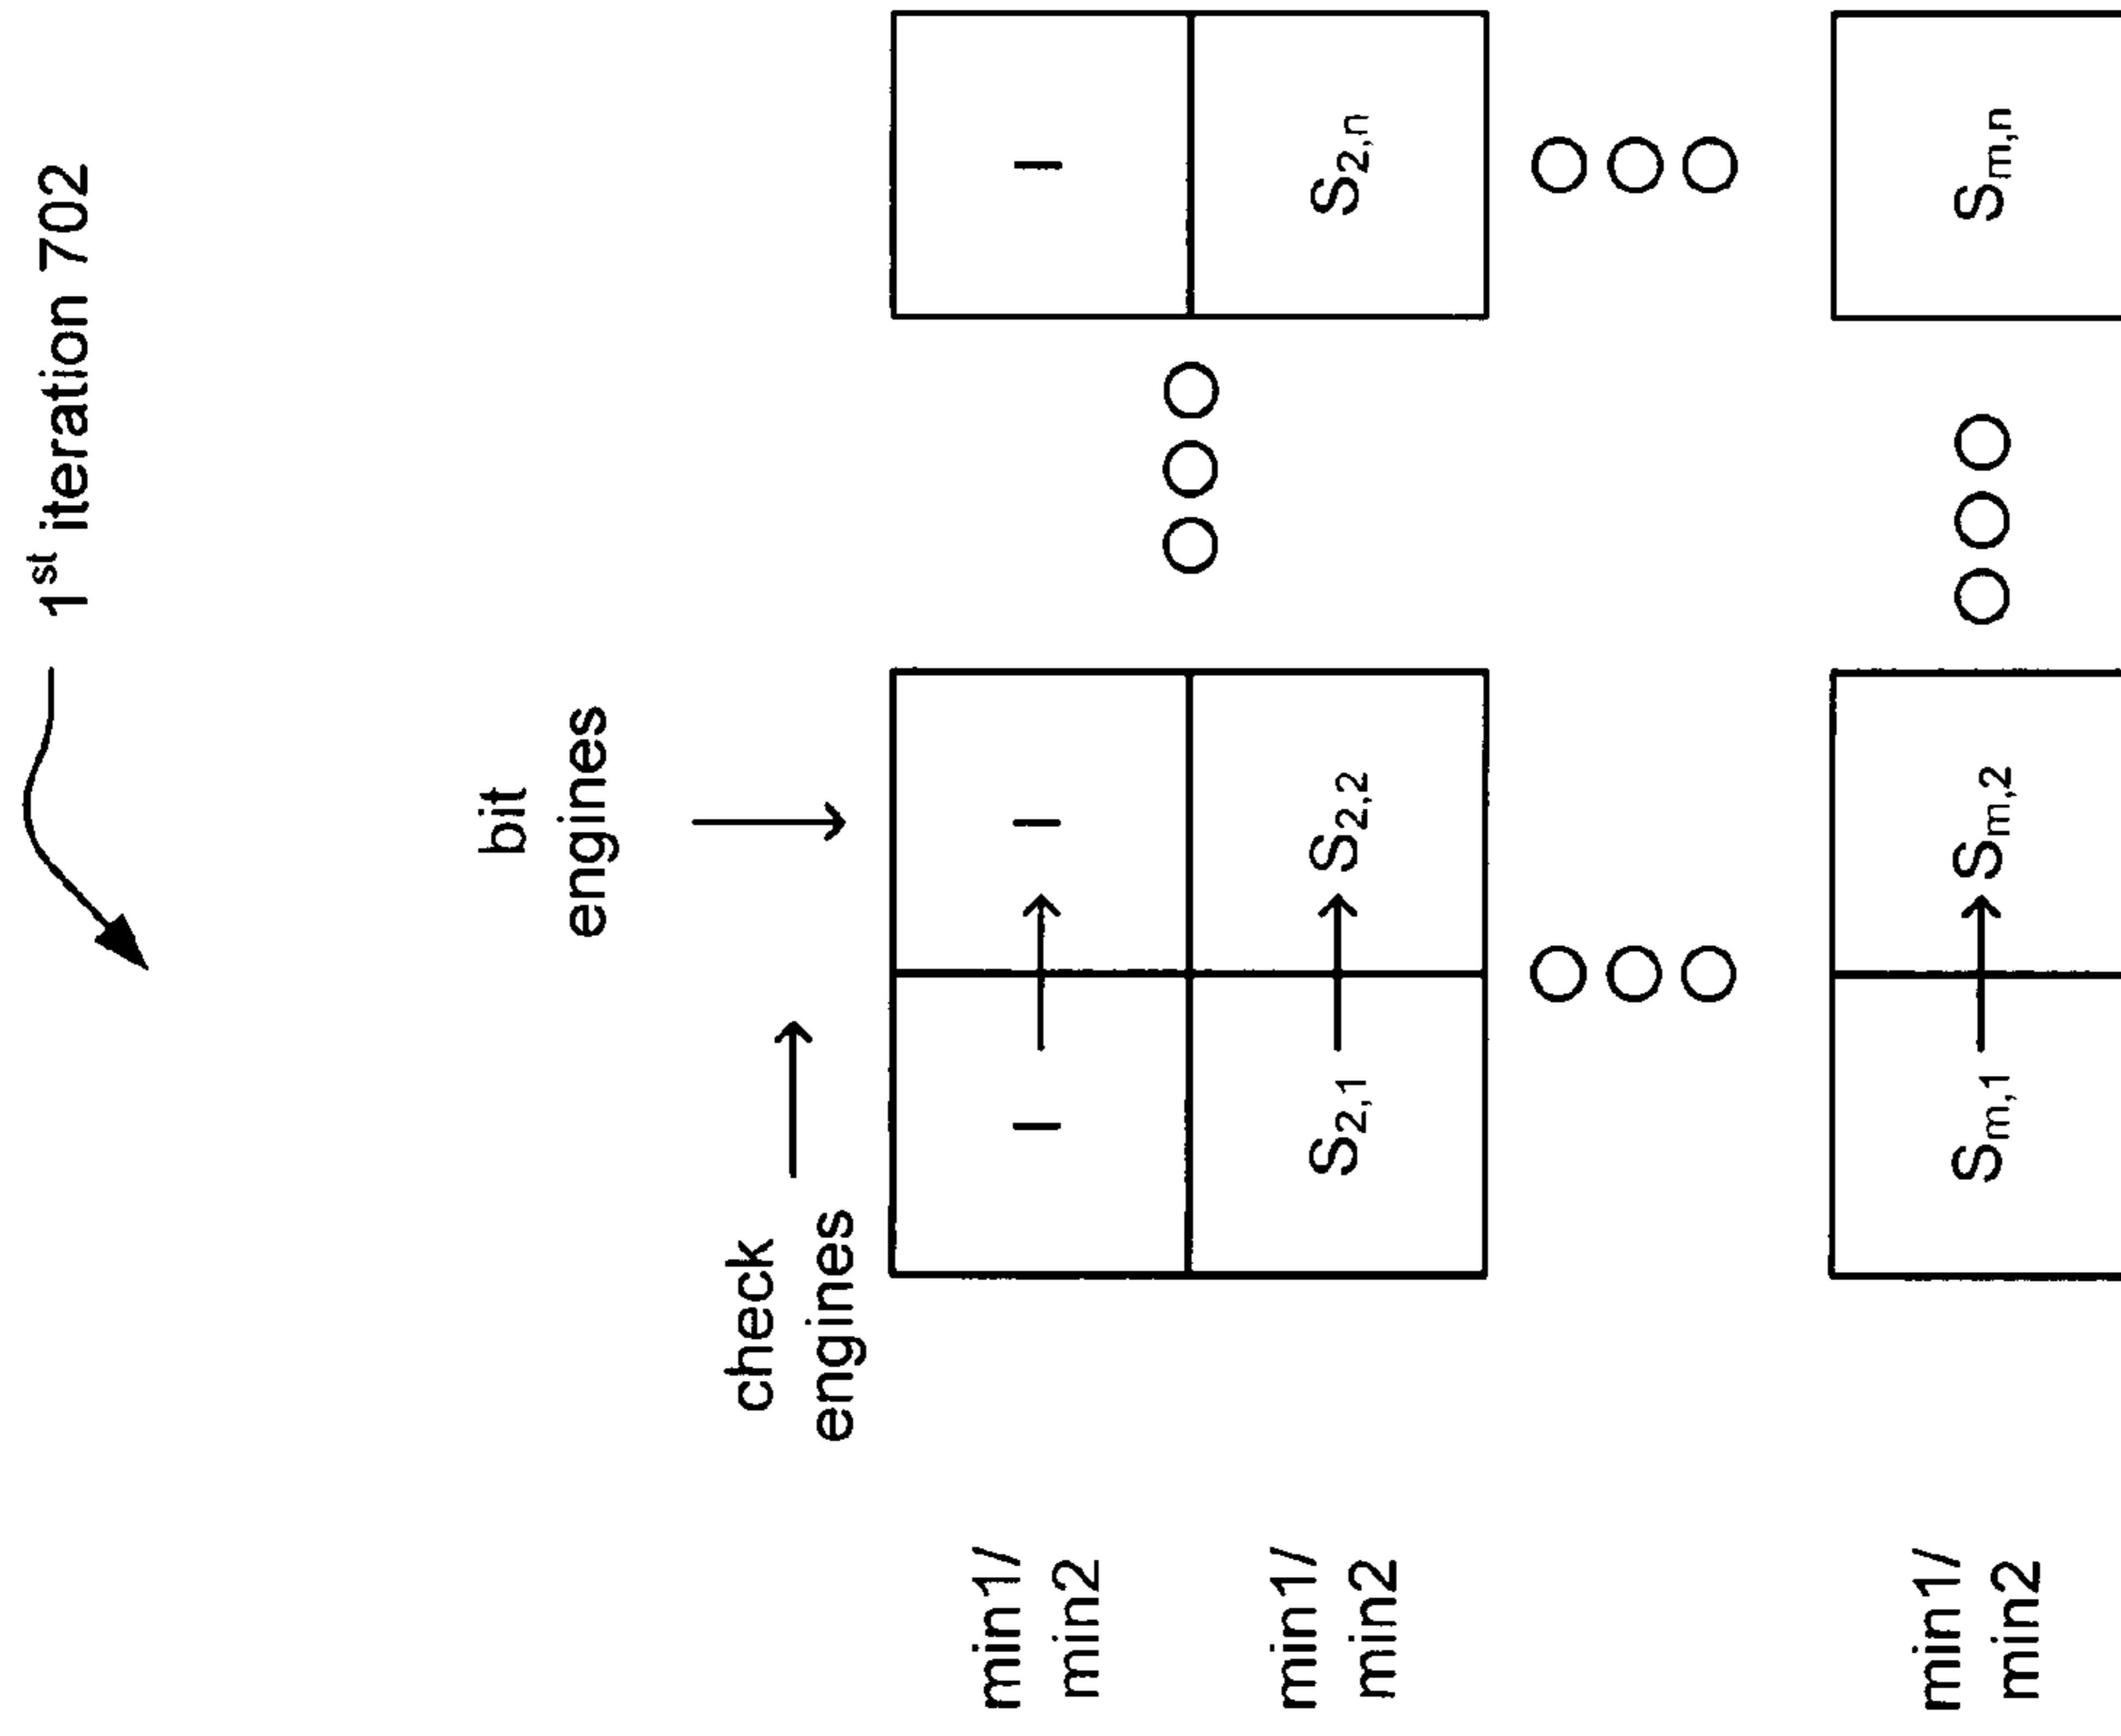 1st iteration 702
bit
engines
check
engines
min1/
min2
I I I
min1/
min2
S2,1 S2,2 S2,n
min1/
min2
Sm,1 Sm,2 Sm,n